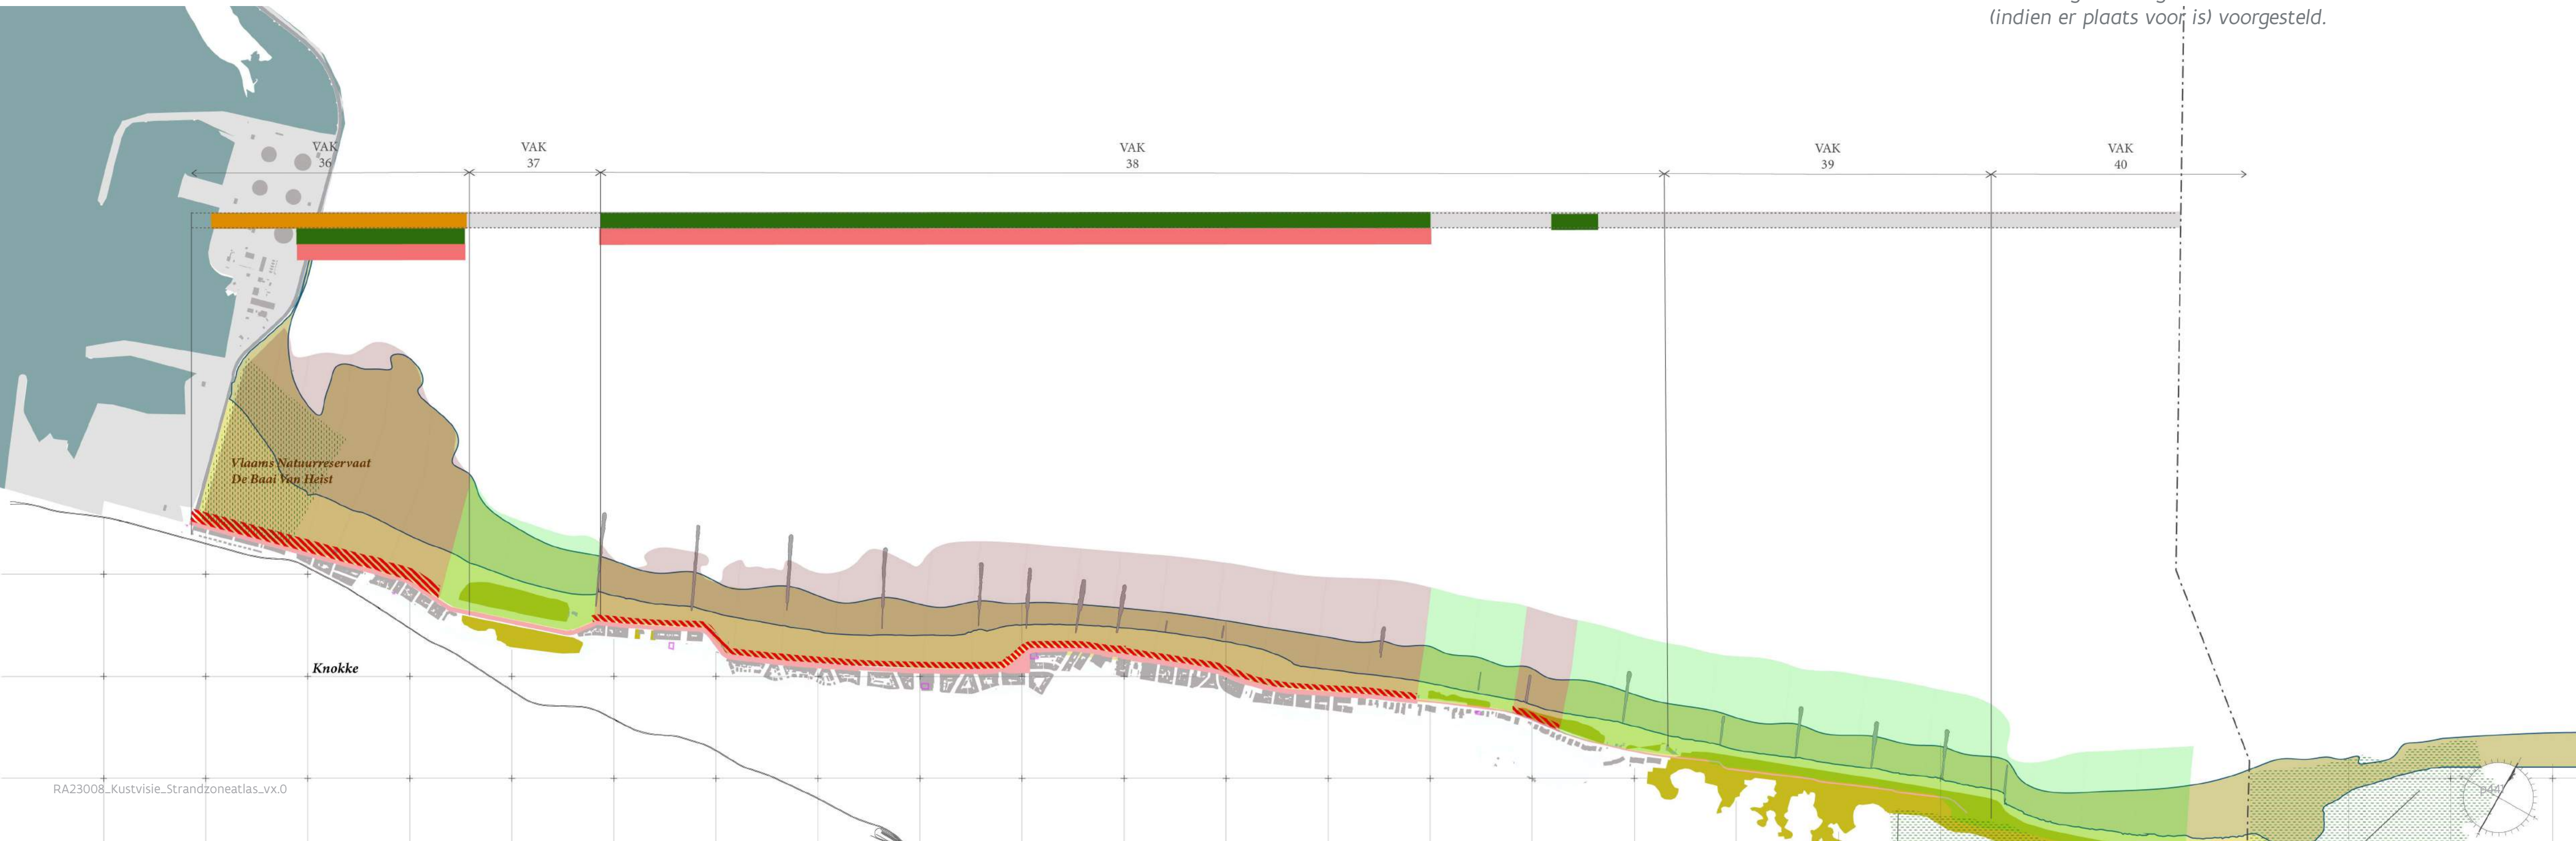 (indien er plaats voor is) voorgesteld.
VAK
36
VAK
37
VAK
38
VAK
39
VAK
40
Vlaams Natuurreservaat
De Baai Van Heist
Knokke
RA23008_Kustvisie_Strandzoneatlas_vx.0